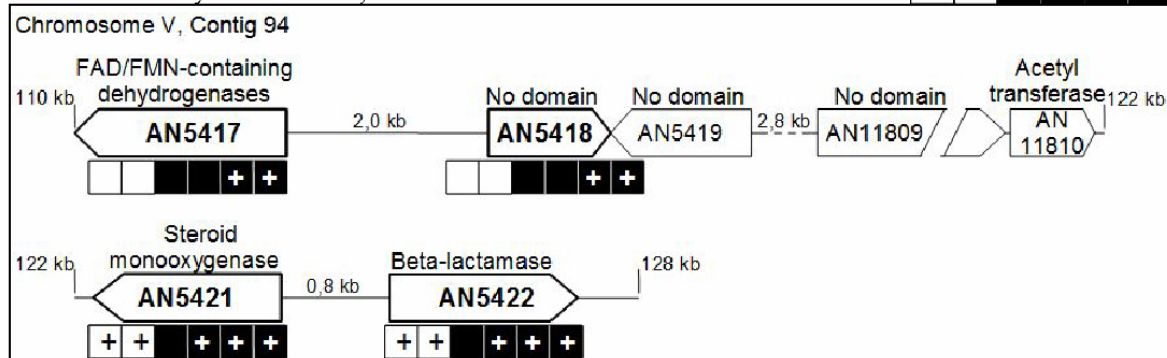 Chromosome V, Contig 94
FAD/FMN-containing
dehydrogenases
Acetyl
transferase
110 kb
No domain
No domain
No domain
122 kb
AN5417
2,0 kb
AN5418
AN5419
2,8 kb
AN11809
AN
11810
+ +
+ +
Steroid
monooxygenase
Beta-lactamase
122 kb
128 kb
AN5421
0,8 kb
AN5422
+ + + + +
+ + + + +